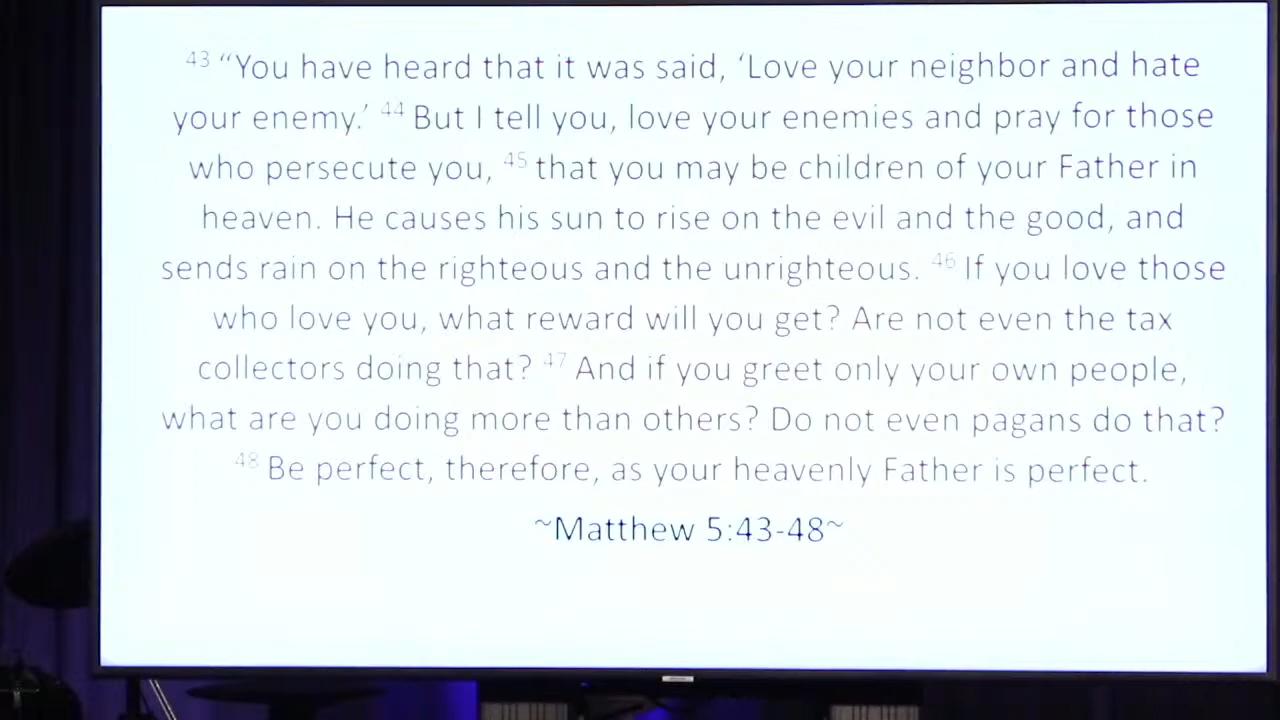 43 “You have heard that it was said, ‘Love your neighbor and hate
your enemy.’ 44 But I tell you, love your enemies and pray for those
who persecute you, 45 that you may be children of your Father in
heaven. He causes his sun to rise on the evil and the good, and
sends rain on the righteous and the unrighteous. 46 If you love those
who love you, what reward will you get? Are not even the tax
collectors doing that? 47 And if you greet only your own people,
what are you doing more than others? Do not even pagans do that?
48 Be perfect, therefore, as your heavenly Father is perfect.
~Matthew 5:43-48~